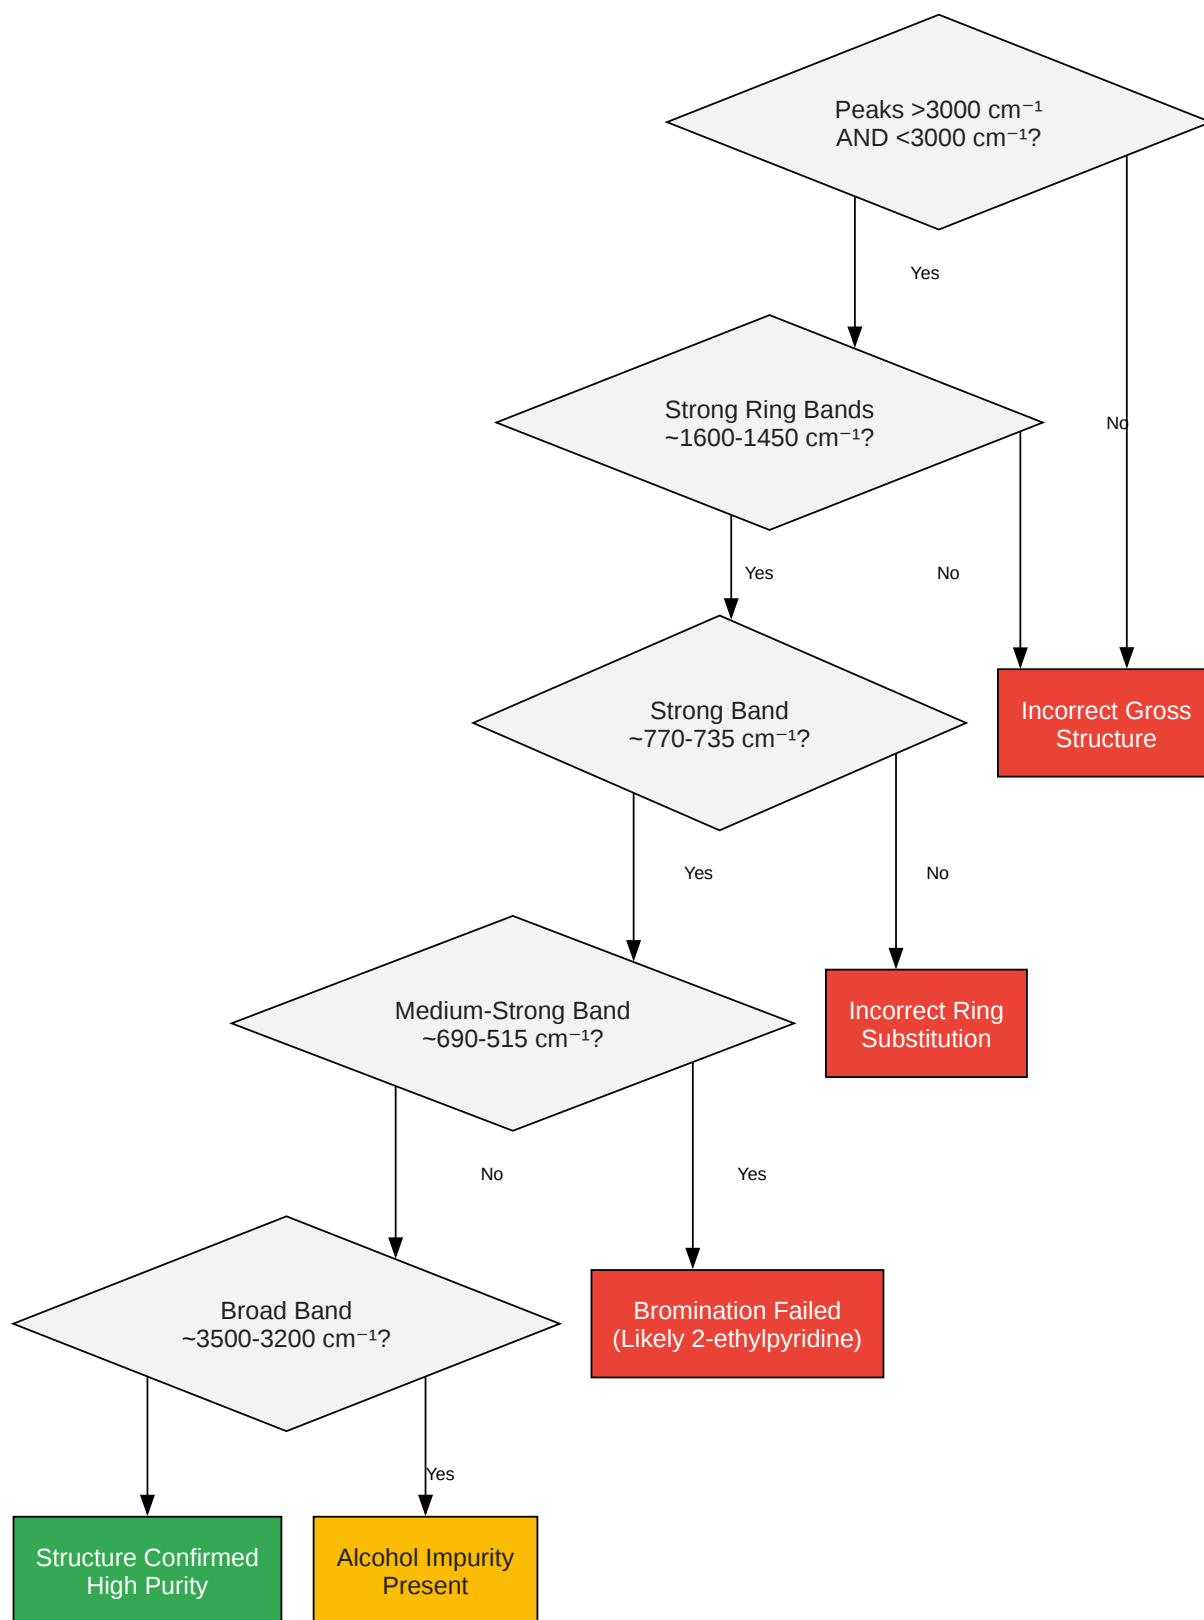 Peaks >3000 cm⁻¹
AND <3000 cm⁻¹?
Yes
Strong Ring Bands
~1600-1450 cm⁻¹?
No
Yes
No
Strong Band
~770-735 cm⁻¹?
Incorrect Gross
Structure
Yes
No
Medium-Strong Band
~690-515 cm⁻¹?
Incorrect Ring
Substitution
No
Yes
Broad Band
~3500-3200 cm⁻¹?
Bromination Failed
(Likely 2-ethylpyridine)
Yes
Structure Confirmed
High Purity
Alcohol Impurity
Present